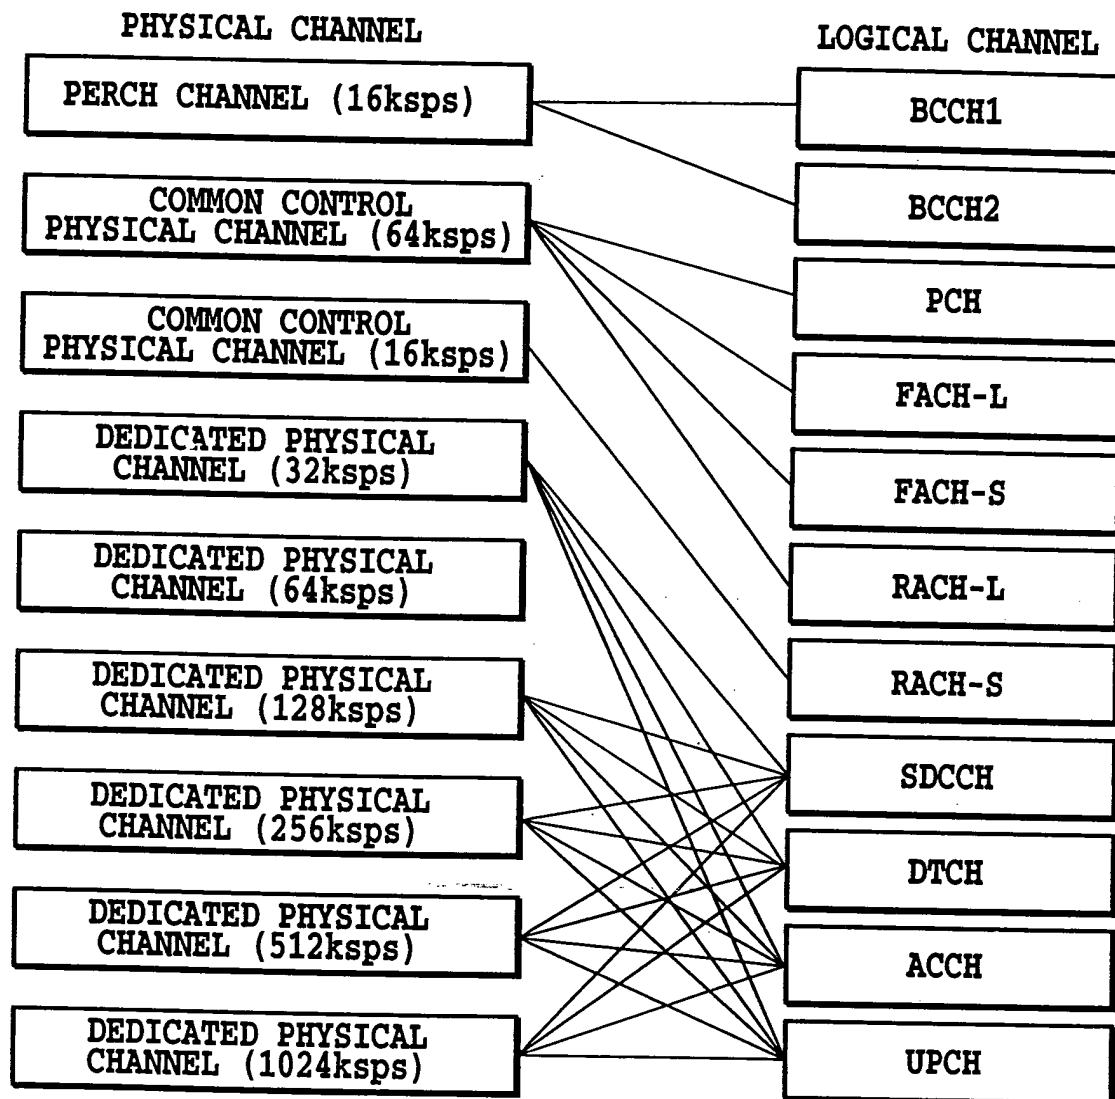 PHYSICAL CHANNEL
PERCH CHANNEL (16ksps)
COMMON CONTROL
PHYSICAL CHANNEL (64ksps)
COMMON CONTROL
PHYSICAL CHANNEL (16ksps)
DEDICATED PHYSICAL
CHANNEL (32ksps)
DEDICATED PHYSICAL
CHANNEL (64ksps)
DEDICATED PHYSICAL
CHANNEL (128ksps)
DEDICATED PHYSICAL
CHANNEL (256ksps)
DEDICATED PHYSICAL
CHANNEL (512ksps)
DEDICATED PHYSICAL
CHANNEL (1024ksps)
LOGICAL CHANNEL
BCCH1
BCCH2
PCH
FACH-L
FACH-S
RACH-L
RACH-S
SDCCH
DTCH
ACCH
UPCH